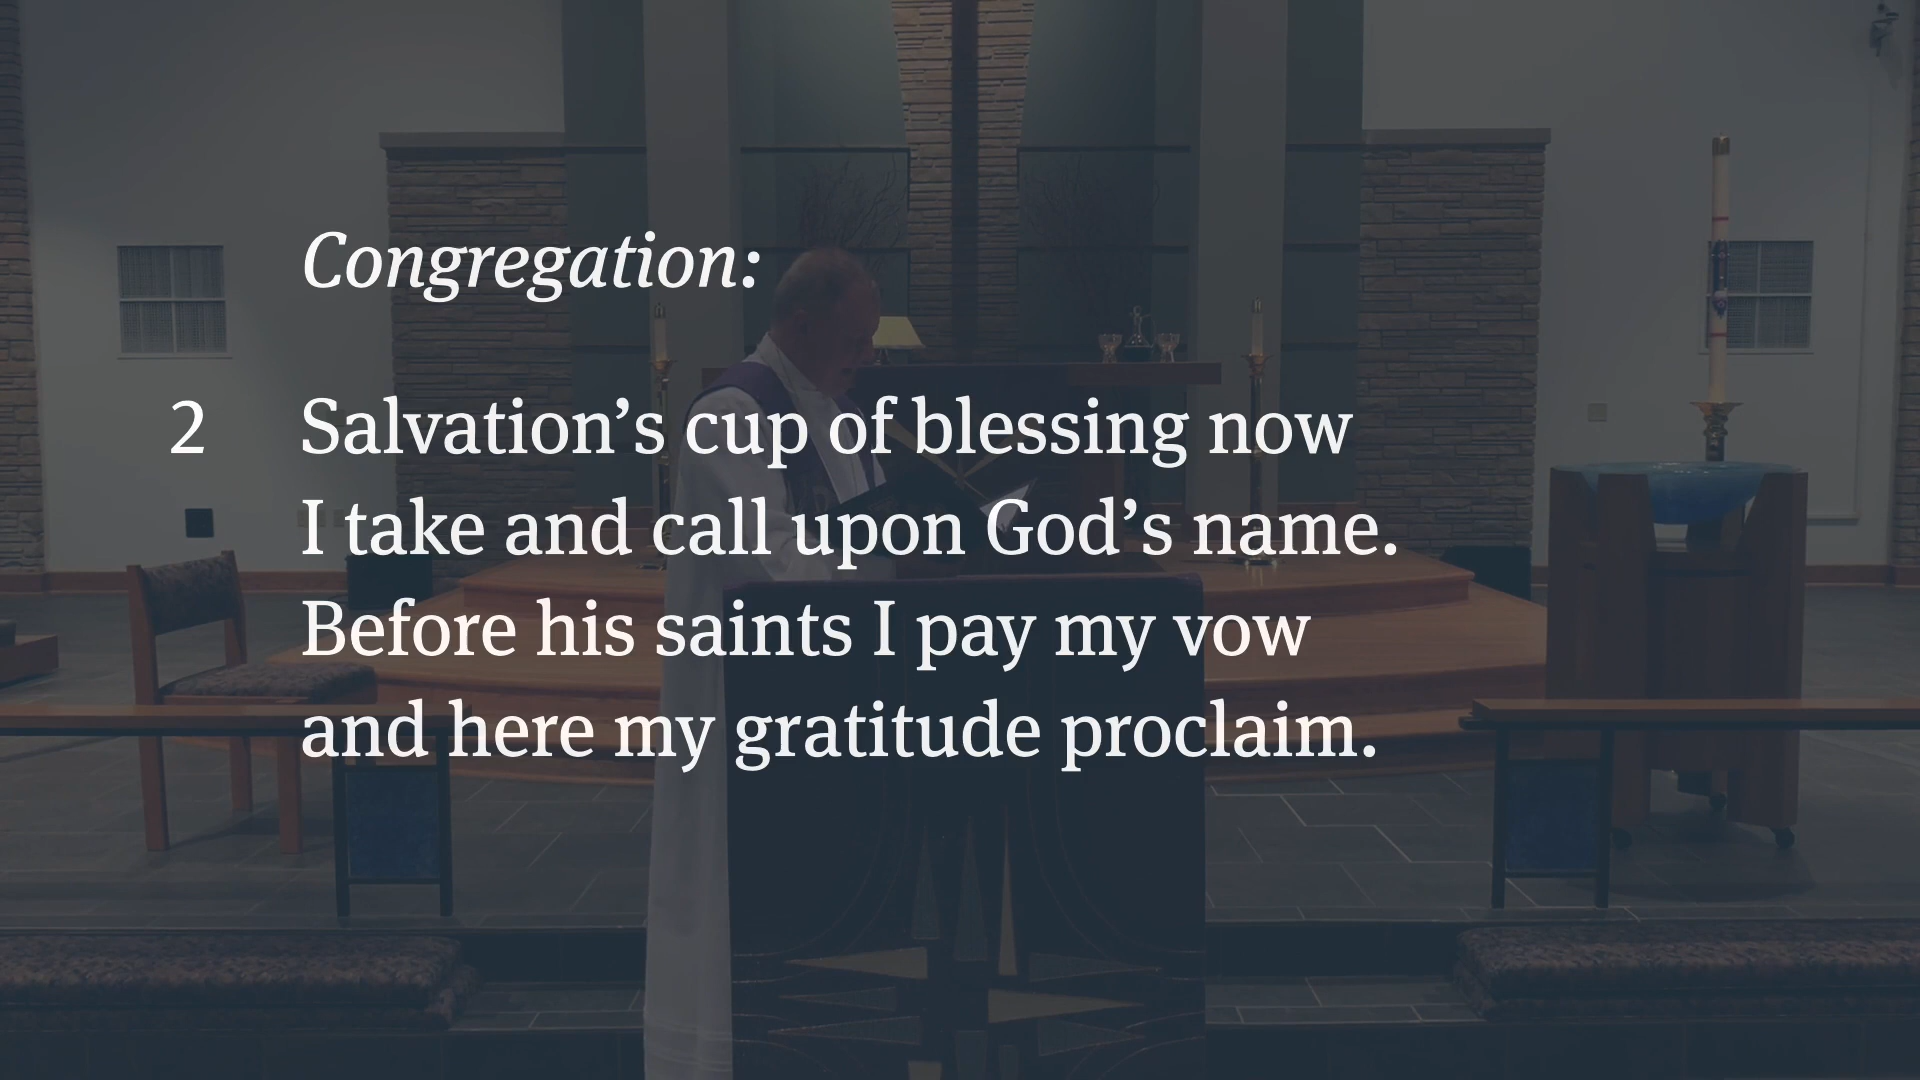 Congregation:
2 Salvation’s cup of blessing now
I take and call upon God’s name.
Before his saints I pay my vow
and here my gratitude proclaim.